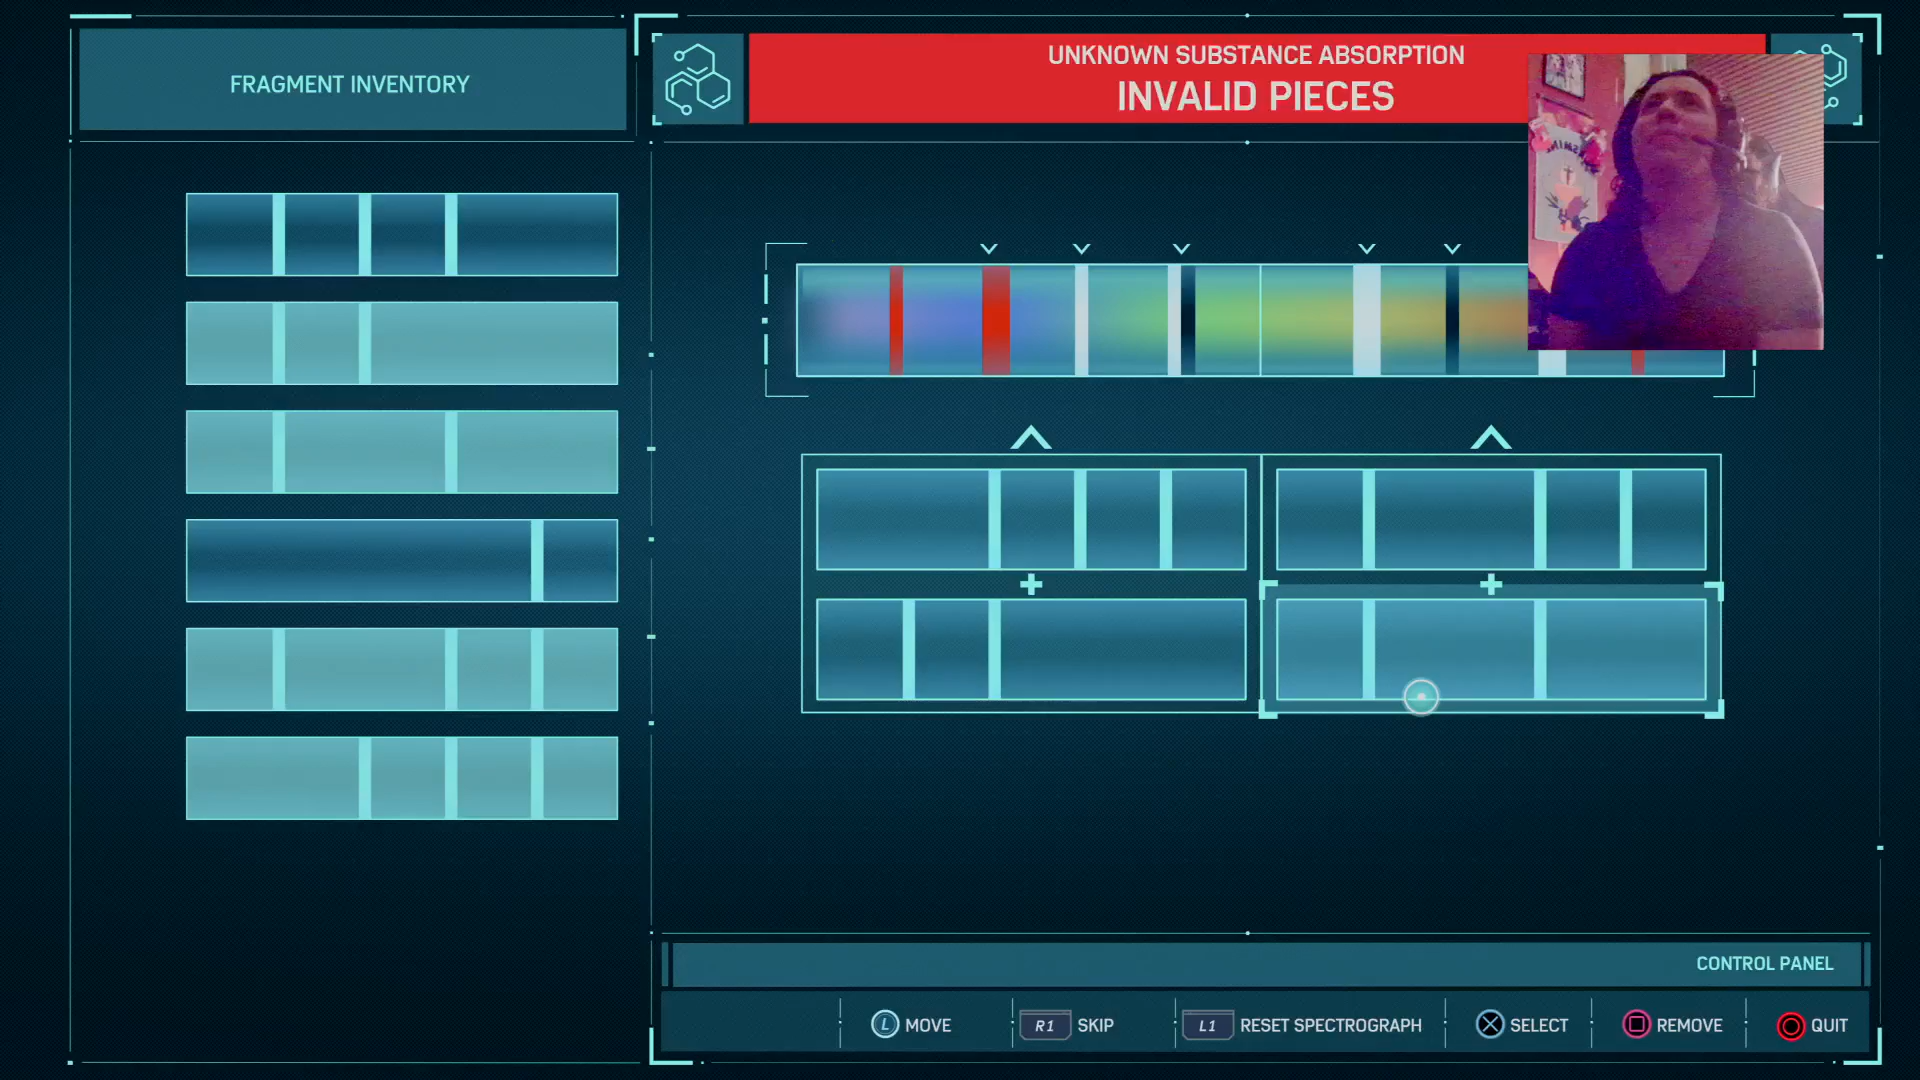 FRAGMENT INVENTORY
UNKNOWN SUBSTANCE ABSORPTION
INVALID PIECES
CONTROL PANEL
L MOVE
R1 SKIP
L1 RESET SPECTROGRAPH
SELECT
REMOVE
QUIT